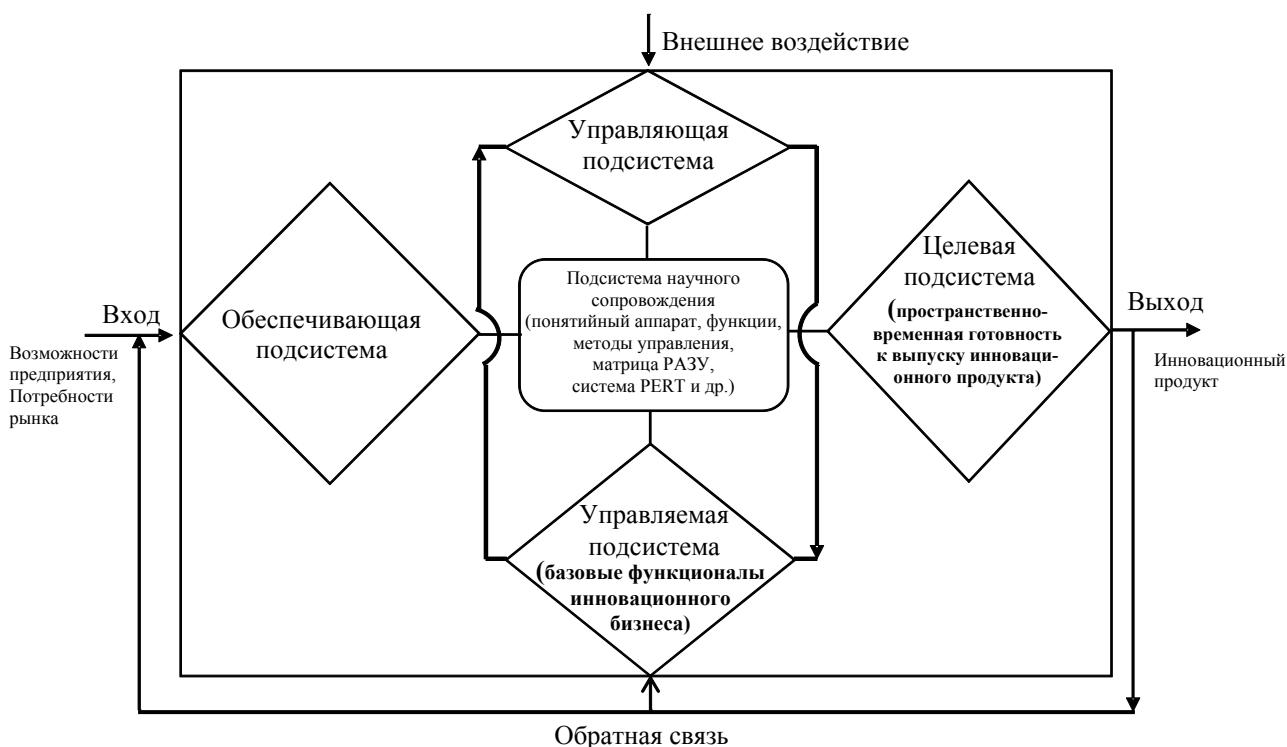 Внешнее воздействие
Управляющая
подсистема
Целевая
подсистема
(пространственно-
временная готовность
к выпуску инноваци-
онного продукта)
Подсистема научного
сопровождения
(понятийный аппарат, функции,
методы управления,
матрица РАЗУ,
система PERT и др.)
Вход
Возможности
предприятия,
Потребности
рынка
Обеспечивающая
подсистема
Выход
Инновационный
продукт
Управляемая
подсистема
(базовые функционалы
инновационного
бизнеса)
Обратная связь